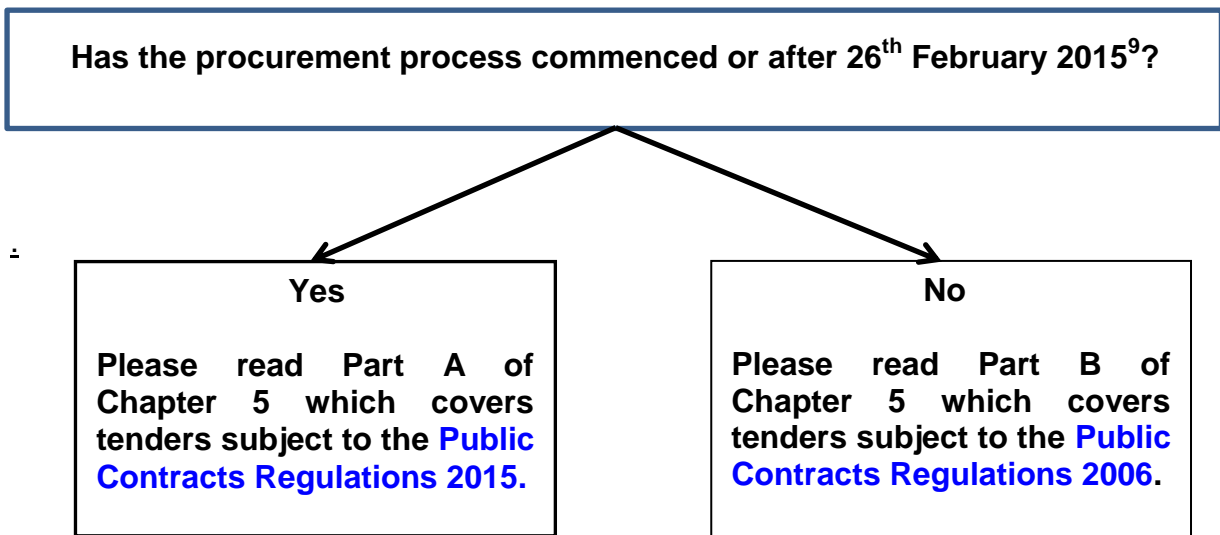 Has the procurement process commenced or after 26th February 20159?
.
Yes
Please read Part A of
Chapter 5 which covers
tenders subject to the Public
Contracts Regulations 2015.
No
Please read Part B of
Chapter 5 which covers
tenders subject to the Public
Contracts Regulations 2006.